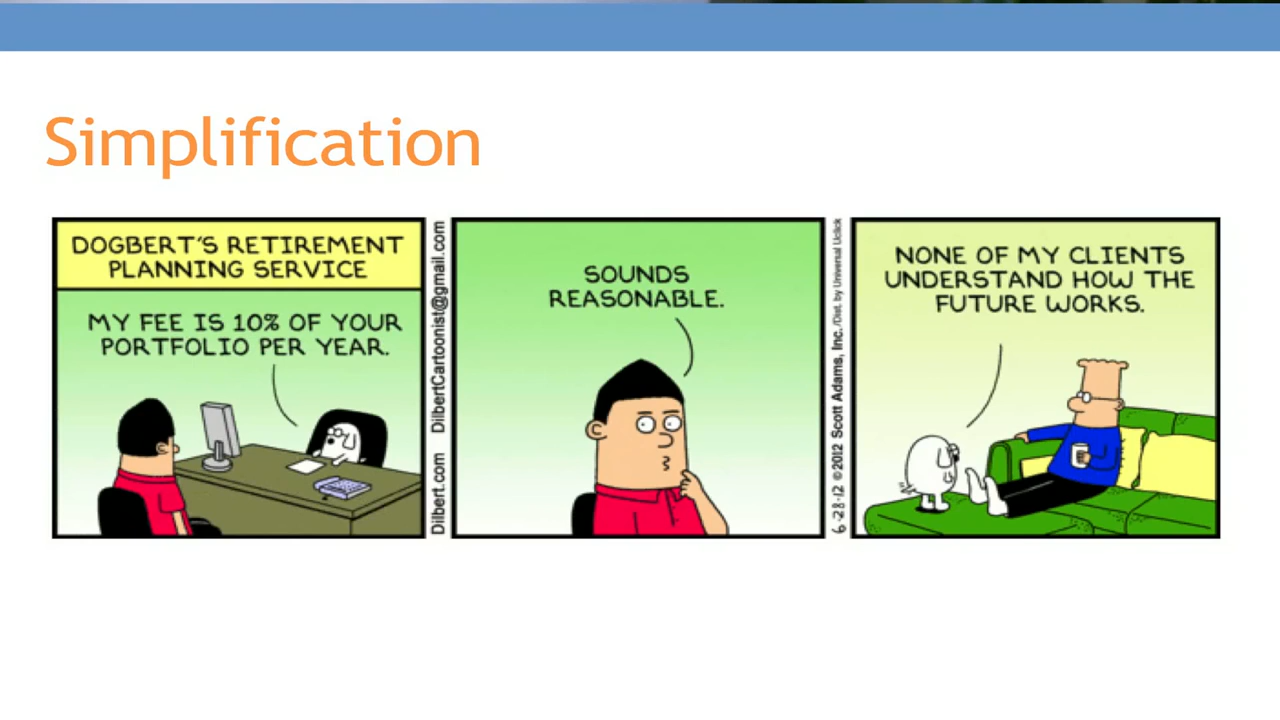 Simplification
DOGBERT'S RETIREMENT
PLANNING SERVICE
MY FEE IS 10% OF YOUR
PORTFOLIO PER YEAR.
Dilbert.com DilbertCartoonist@gmail.com
SOUNDS
REASONABLE.
6-28-12 ©2012 Scott Adams, Inc. /Dist. by Universal Uclick
NONE OF MY CLIENTS
UNDERSTAND HOW THE
FUTURE WORKS.